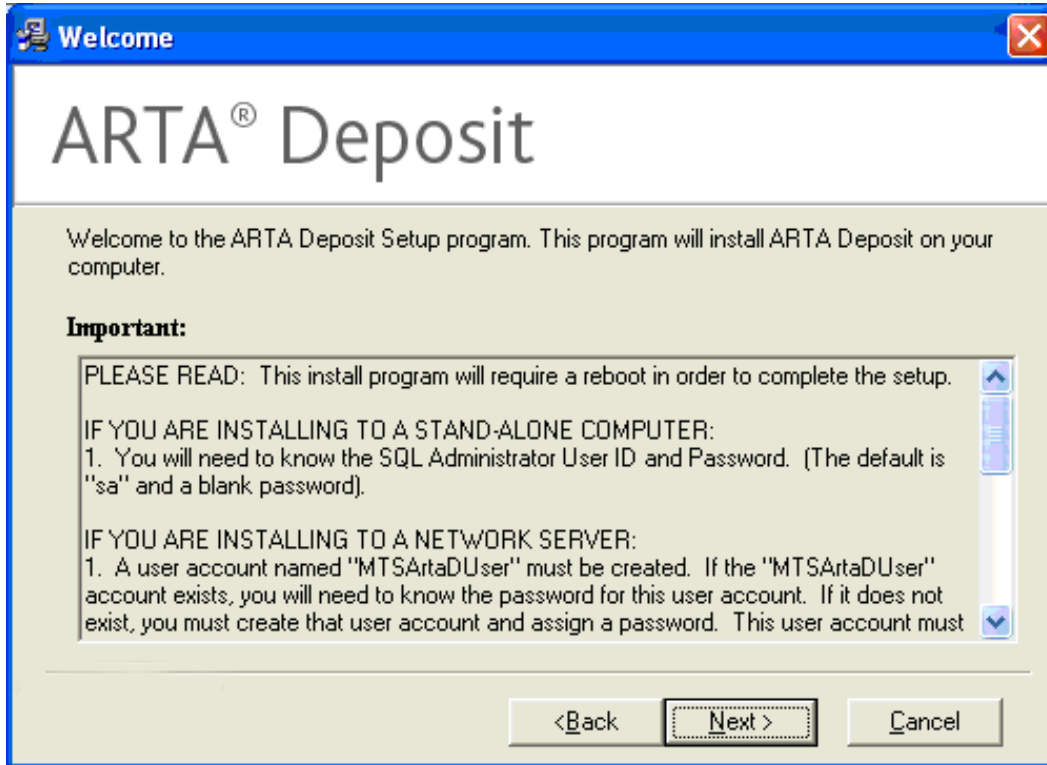 Welcome
ARTA® Deposit
Welcome to the ARTA Deposit Setup program. This program will install ARTA Deposit on your
computer.
Important:
PLEASE READ:  This install program will require a reboot in order to complete the setup.
IF YOU ARE INSTALLING TO A STAND-ALONE COMPUTER:
1.  You will need to know the SQL Administrator User ID and Password.  (The default is
"sa" and a blank password).
IF YOU ARE INSTALLING TO A NETWORK SERVER:
1.  A user account named "MTSArtaDUser" must be created.  If the "MTSArtaDUser"
account exists, you will need to know the password for this user account.  If it does not
exist, you must create that user account and assign a password.  This user account must
<Back
Next >
Cancel